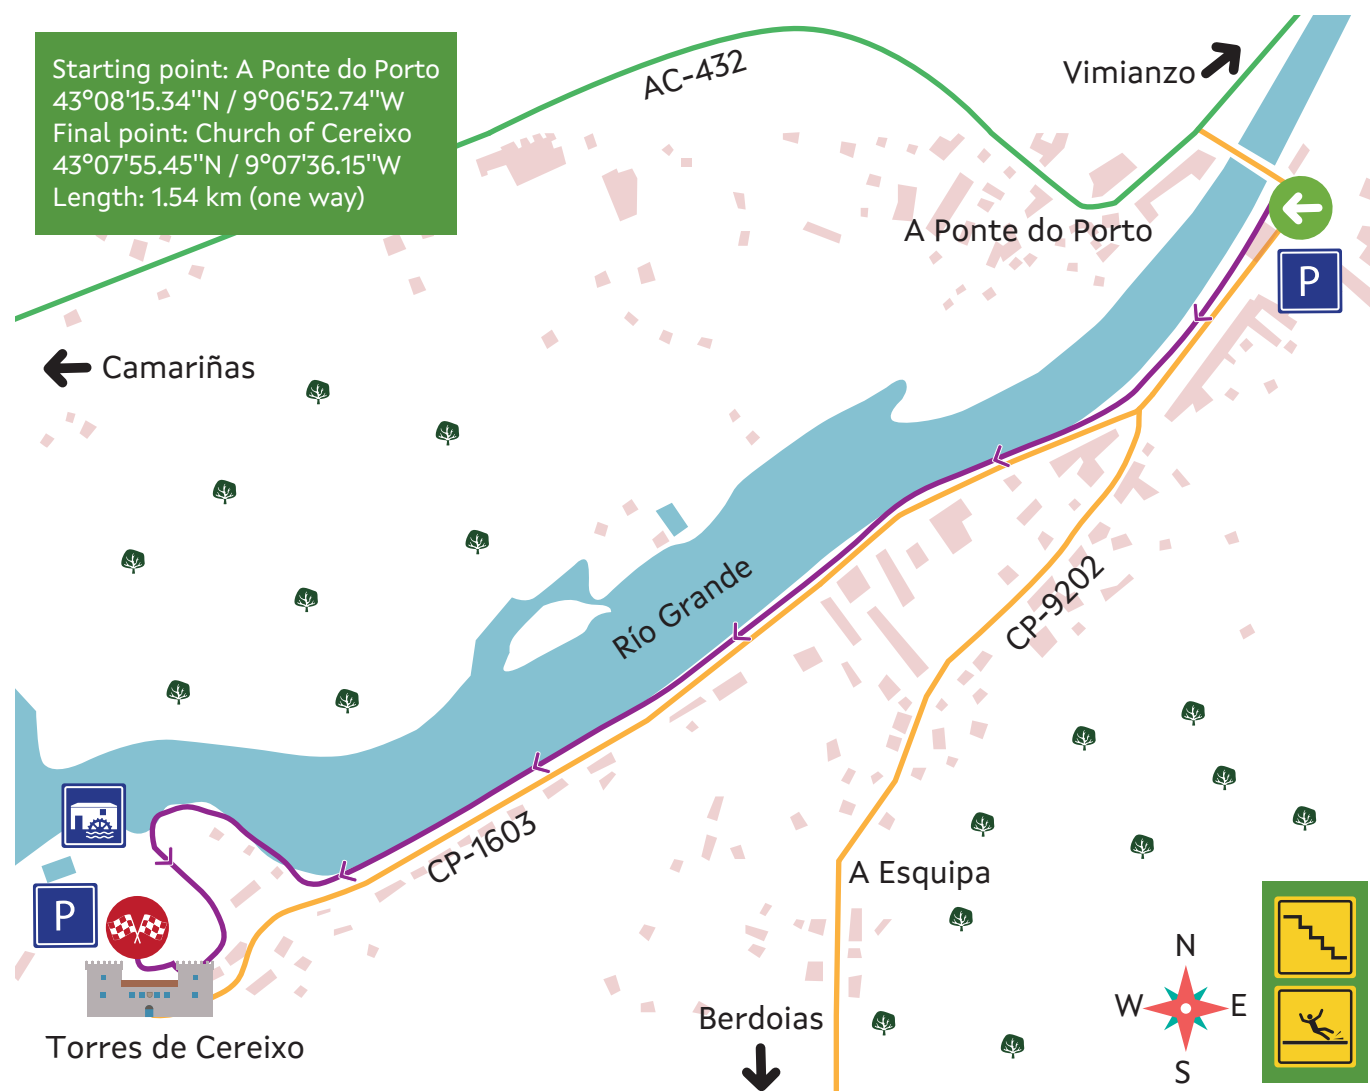 Starting point: A Ponte do Porto
43°08'15.34"N / 9°06'52.74"W
Final point: Church of Cereixo
43°07'55.45"N / 9°07'36.15"W
Length: 1.54 km (one way)
AC-432
Vimianzo
A Ponte do Porto
P
Camariñas
Río Grande
CP-9202
CP-1603
A Esquipa
P
N
W
E
S
Berdoias
Torres de Cereixo